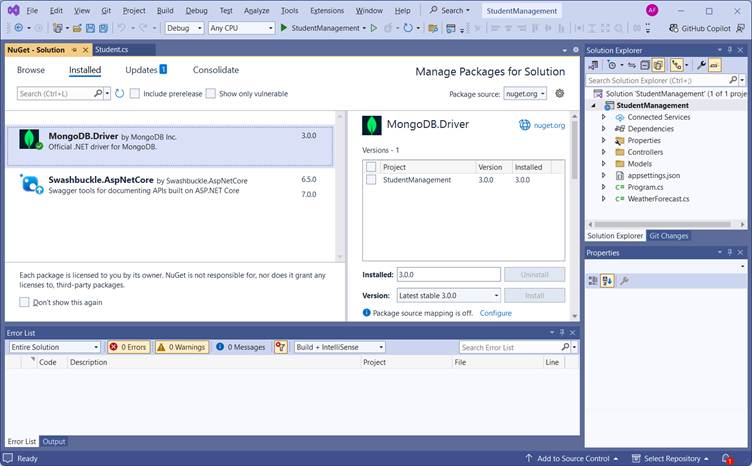 File Edit View Git Project Build Debug Test Analyze Tools Extensions Window Help Search StudentManagement AF
Debug Any CPU StudentManagement GitHub Copilot
NuGet - Solution Student.cs
Browse Installed Updates 1 Consolidate Manage Packages for Solution
Search (Ctrl+L) Include prerelease Show only vulnerable Package source: nuget.org
MongoDB.Driver by MongoDB Inc. 3.0.0
Official .NET driver for MongoDB.
Swashbuckle.AspNetCore by Swashbuckle.AspNetCore 6.5.0
Swagger tools for documenting APIs built on ASP.NET Core 7.0.0
Each package is licensed to you by its owner. NuGet is not responsible, nor does it grant any
licenses to, third-party packages.
Don't show this again
MongoDB.Driver nuget.org
Versions - 1
Project Version Installed
StudentManagement 3.0.0 3.0.0
Installed: 3.0.0 Uninstall
Version: Latest stable 3.0.0 Install
Package source mapping is off. Configure
Solution Explorer
Search Solution Explorer (Ctrl+;)
Solution 'StudentManagement' (1 of 1 proje
StudentManagement
Connected Services
Dependencies
Properties
Controllers
Models
appsettings.json
C# Program.cs
C# WeatherForecast.cs
Solution Explorer Git Changes
Properties
Error List
Entire Solution 0 Errors 0 Warnings 0 Messages Build + IntelliSense Search Error List
Code Description Project File Line
Error List Output
Ready Add to Source Control Select Repository 1